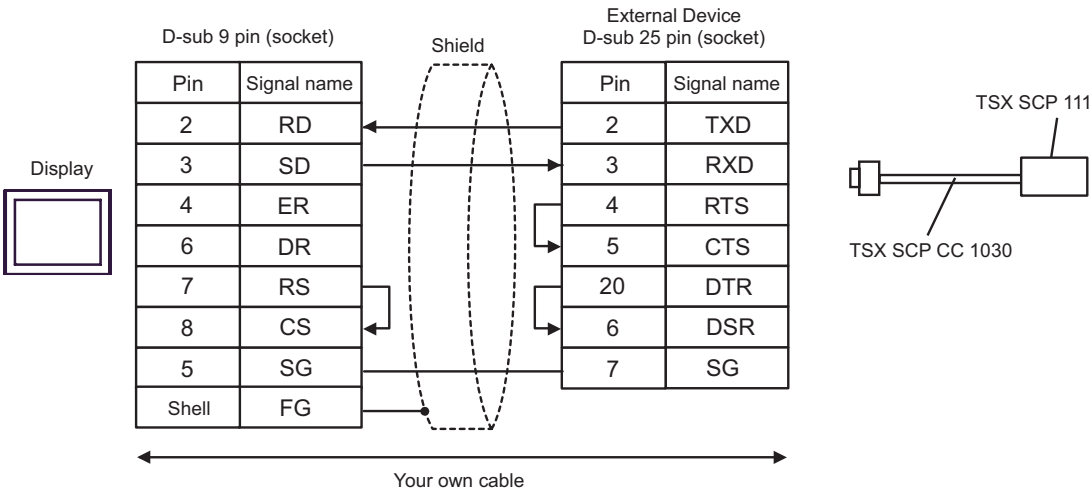 External Device
D-sub 9 pin (socket)
Shield
D-sub 25 pin (socket)
Pin Signal name
Pin Signal name
2 RD
2 TXD
3 SD
3 RXD
4 ER
4 RTS
6 DR
5 CTS
7 RS
20 DTR
8 CS
6 DSR
5 SG
7 SG
Shell FG
Display
TSX SCP 111
TSX SCP CC 1030
Your own cable